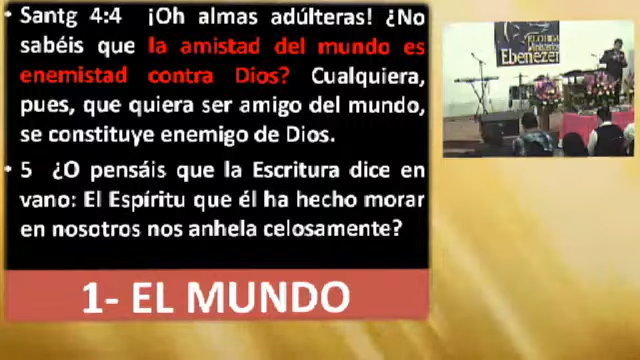 • Santg 4:4 ¡Oh almas adúlteras! ¿No
sabéis que la amistad del mundo es
enemistad contra Dios? Cualquiera,
pues, que quiera ser amigo del mundo,
se constituye enemigo de Dios.
• 5 ¿O pensáis que la Escritura dice en
vano: El Espíritu que él ha hecho morar
en nosotros nos anhela celosamente?
1- EL MUNDO
Ministerios
Ebenezer